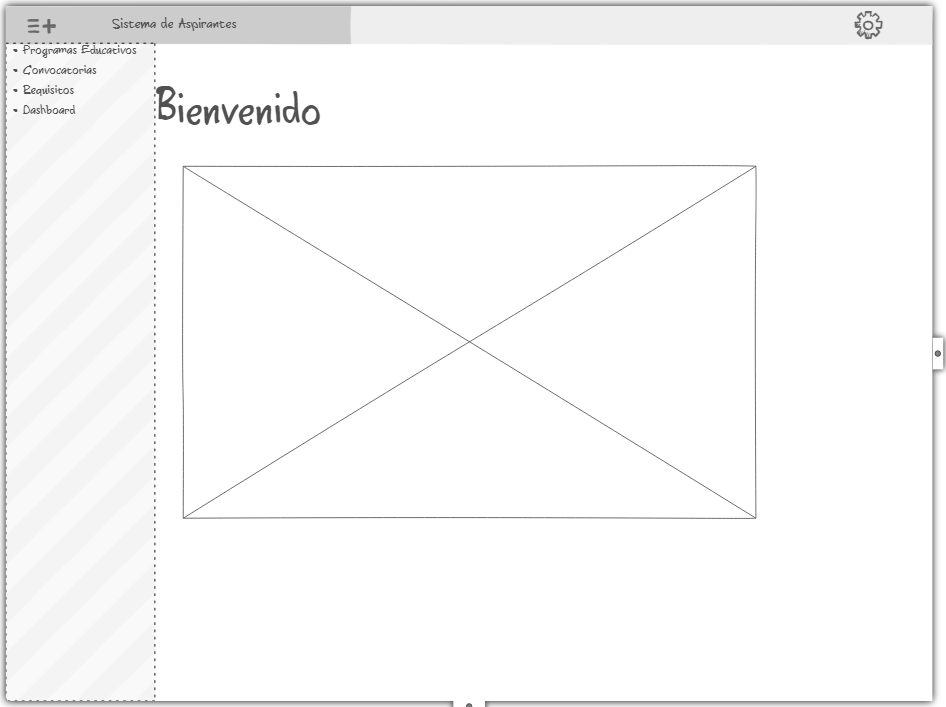 Sistema de Aspirantes
• Programas Educativos
• Convocatorias
• Requisitos
• Dashboard
Bienvenido